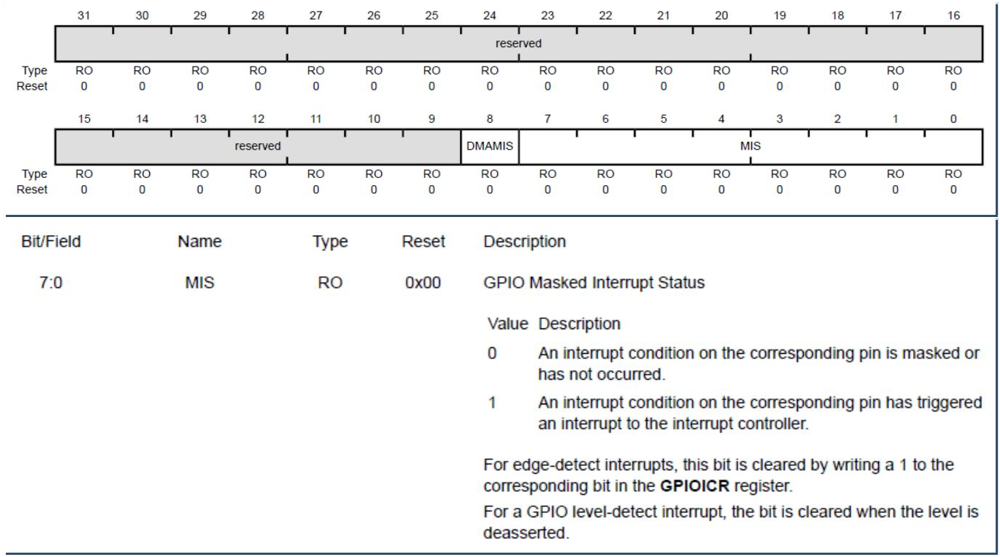 31 30 29 28 27 26 25 24 23 22 21 20 19 18 17 16
reserved
Type RO RO RO RO RO RO RO RO RO RO RO RO RO RO RO RO
Reset 0 0 0 0 0 0 0 0 0 0 0 0 0 0 0 0
15 14 13 12 11 10 9 8 7 6 5 4 3 2 1 0
reserved DMAMIS MIS
Type RO RO RO RO RO RO RO RO RO RO RO RO RO RO RO RO
Reset 0 0 0 0 0 0 0 0 0 0 0 0 0 0 0 0
Bit/Field Name Type Reset Description
7:0 MIS RO 0x00 GPIO Masked Interrupt Status
Value Description
0 An interrupt condition on the corresponding pin is masked or
has not occurred.
1 An interrupt condition on the corresponding pin has triggered
an interrupt to the interrupt controller.
For edge-detect interrupts, this bit is cleared by writing a 1 to the
corresponding bit in the GPIOICR register.
For a GPIO level-detect interrupt, the bit is cleared when the level is
deasserted.